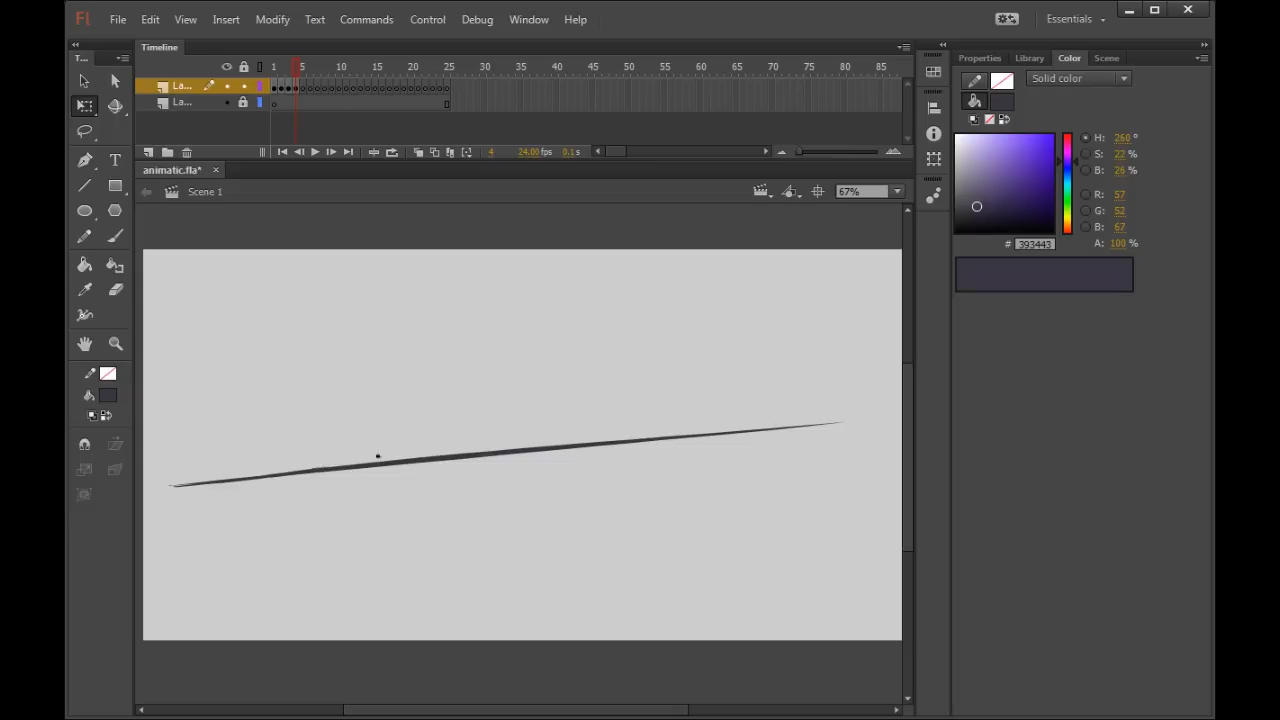 Fl File Edit View Insert Modify Text Commands Control Debug Window Help Essentials
T... Timeline Properties Library Color Scene
1 5 10 15 20 25 30 35 40 45 50 55 60 65 70 75 80 85
La...
La...
Solid color
4 24.00 fps 0.1 s
animatic.fla*
Scene 1 67%
T
H: 260 °
S: 22 %
B: 26 %
R: 57
G: 52
B: 67
# 393443 A: 100 %